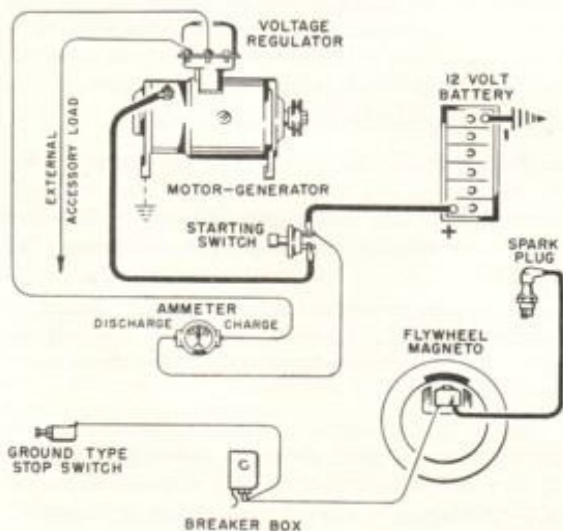 VOLTAGE
REGULATOR
12 VOLT
BATTERY
EXTERNAL
ACCESSORY LOAD
MOTOR-GENERATOR
STARTING
SWITCH
+
-
SPARK
PLUG
AMMETER
DISCHARGE CHARGE
FLYWHEEL
MAGNETO
GROUND TYPE
STOP SWITCH
BREAKER BOX